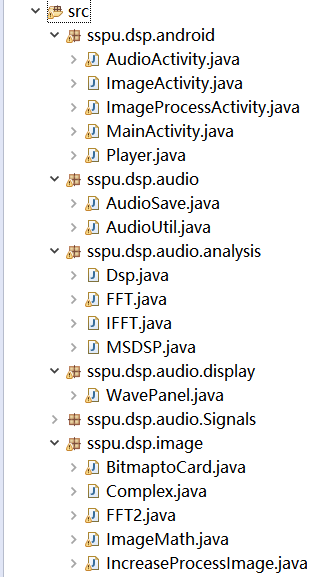 src
sspu.dsp.android
AudioActivity.java
ImageActivity.java
ImageProcessActivity.java
MainActivity.java
Player.java
sspu.dsp.audio
AudioSave.java
AudioUtil.java
sspu.dsp.audio.analysis
Dsp.java
FFT.java
IFFT.java
MSDSP.java
sspu.dsp.audio.display
WavePanel.java
sspu.dsp.audio.Signals
sspu.dsp.image
BitmaptoCard.java
Complex.java
FFT2.java
ImageMath.java
IncreaseProcessImage.java